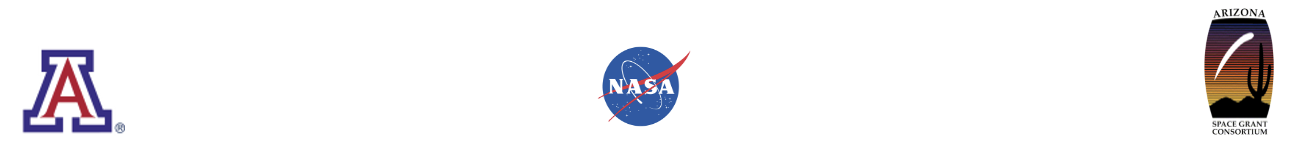 A®
NASA
ARIZONA
SPACE GRANT
CONSORTIUM